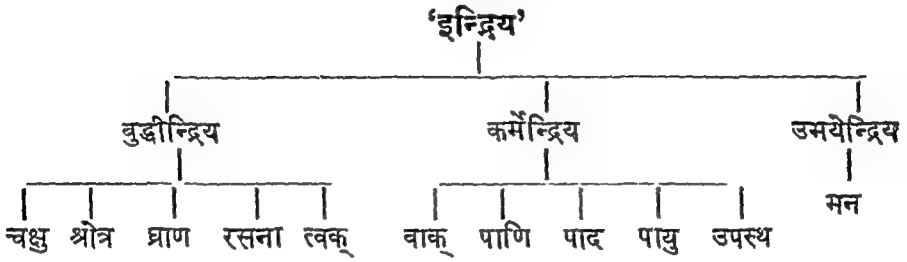 ‘इन्द्रिय’
बुद्धीन्द्रिय कर्मेन्द्रिय उभयेन्द्रिय
मन
चक्षु श्रोत्र घ्राण रसना त्वक् वाक् पाणि पाद पायु उपस्थ